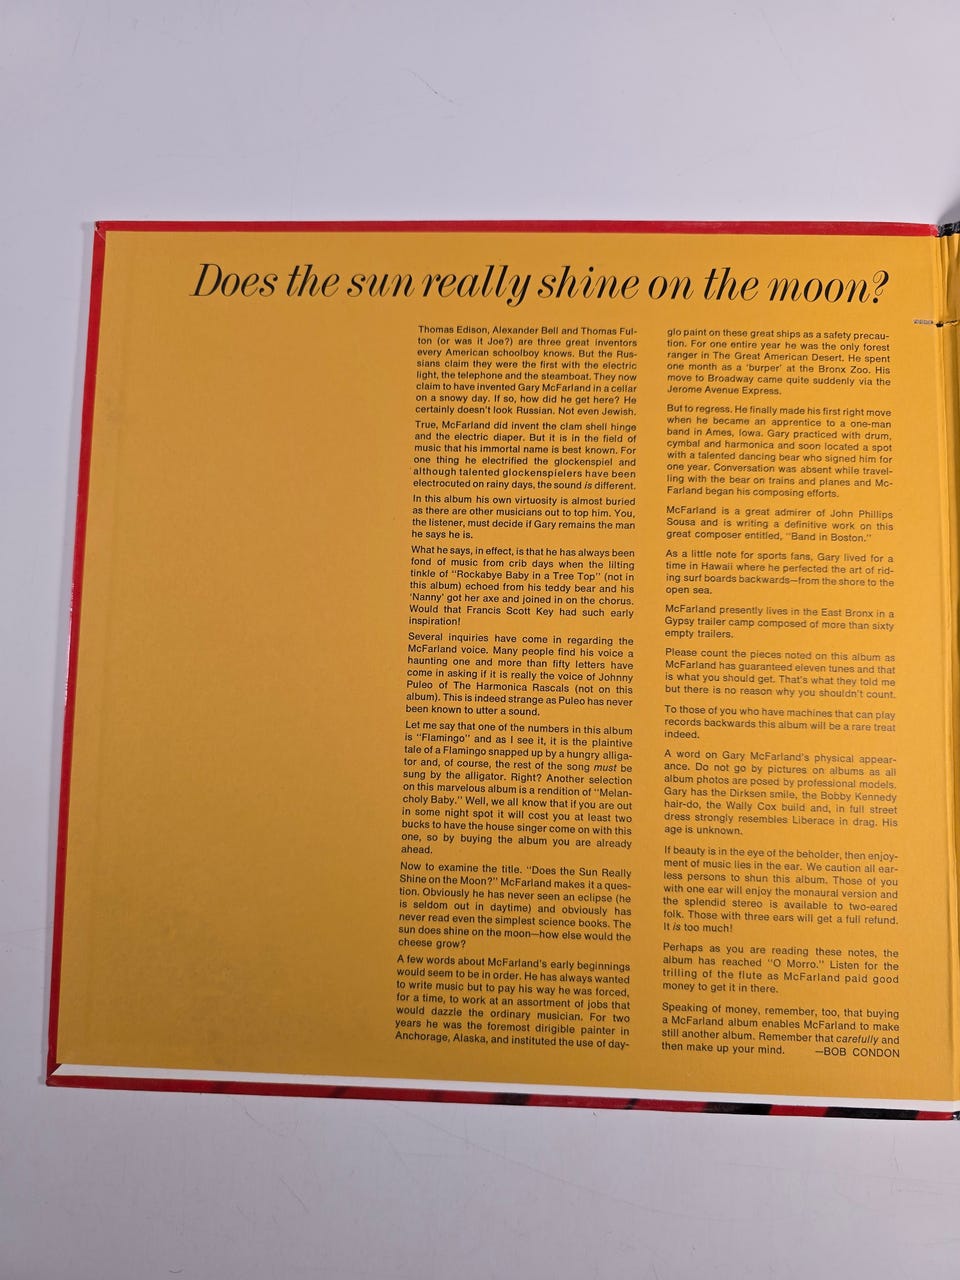 Does the sun really shine on the moon?
Thomas Edison, Alexander Bell and Thomas Ful-
ton (or was it Joe?) are three great inventors
every American schoolboy knows. But the Rus-
sians claim they were the first with the electric
light, the telephone and the steamboat. They now
claim to have invented Gary McFarland in a cellar
on a snowy day. If so, how did he get here? He
certainly doesn't look Russian. Not even Jewish.
True, McFarland did invent the clam shell hinge
and the electric diaper. But it is in the field of
music that his immortal name is best known. For
one thing he electrified the glockenspiel and
although talented glockenspielers have been
electrocuted on rainy days, the sound is different.
In this album his own virtuosity is almost buried
as there are other musicians out to top him. You,
the listener, must decide if Gary remains the man
he says he is.
What he says, in effect, is that he has always been
fond of music from crib days when the lilting
tinkle of "Rockabye Baby in a Tree Top" (not in
this album) echoed from his teddy bear and his
'Nanny' got her axe and joined in on the chorus.
Would that Francis Scott Key had such early
inspiration!
Several inquiries have come in regarding the
McFarland voice. Many people find his voice a
haunting one and more than fifty letters have
come in asking if it is really the voice of Johnny
Puleo of The Harmonica Rascals (not on this
album). This is indeed strange as Puleo has never
been known to utter a sound.
Let me say that one of the numbers in this album
is "Flamingo" and as I see it, it is the plaintive
tale of a Flamingo snapped up by a hungry alliga-
tor and, of course, the rest of the song must be
sung by the alligator. Right? Another selection
on this marvelous album is a rendition of "Melan-
choly Baby." Well, we all know that if you are out
in some night spot it will cost you at least two
bucks to have the house singer come on with this
one, so by buying the album you are already
ahead.
Now to examine the title. "Does the Sun Really
Shine on the Moon?" McFarland makes it a ques-
tion. Obviously he has never seen an eclipse (he
is seldom out in daytime) and obviously has
never read even the simplest science books. The
sun does shine on the moon—how else would the
cheese grow?
A few words about McFarland's early beginnings
would seem to be in order. He has always wanted
to write music but to pay his way he was forced,
for a time, to work at an assortment of jobs that
would dazzle the ordinary musician. For two
years he was the foremost dirigible painter in
Anchorage, Alaska, and instituted the use of day-
glo paint on these great ships as a safety precau-
tion. For one entire year he was the only forest
ranger in The Great American Desert. He spent
one month as a 'burper' at the Bronx Zoo. His
move to Broadway came quite suddenly via the
Jerome Avenue Express.
But to regress. He finally made his first right move
when he became an apprentice to a one-man
band in Ames, Iowa. Gary practiced with drum,
cymbal and harmonica and soon located a spot
with a talented dancing bear who signed him for
one year. Conversation was absent while travel-
ling with the bear on trains and planes and Mc-
Farland began his composing efforts.
McFarland is a great admirer of John Phillips
Sousa and is writing a definitive work on this
great composer entitled, "Band in Boston."
As a little note for sports fans, Gary lived for a
time in Hawaii where he perfected the art of rid-
ing surf boards backwards—from the shore to the
open sea.
McFarland presently lives in the East Bronx in a
Gypsy trailer camp composed of more than sixty
empty trailers.
Please count the pieces noted on this album as
McFarland has guaranteed eleven tunes and that
is what you should get. That's what they told me
but there is no reason why you shouldn't count.
To those of you who have machines that can play
records backwards this album will be a rare treat
indeed.
A word on Gary McFarland's physical appear-
ance. Do not go by pictures on albums as all
album photos are posed by professional models.
Gary has the Dirksen smile, the Bobby Kennedy
hair-do, the Wally Cox build and, in full street
dress strongly resembles Liberace in drag. His
age is unknown.
If beauty is in the eye of the beholder, then enjoy-
ment of music lies in the ear. We caution all ear-
less persons to shun this album. Those of you
with one ear will enjoy the monaural version and
the splendid stereo is available to two-eared
folk. Those with three ears will get a full refund.
It is too much!
Perhaps as you are reading these notes, the
album has reached "O Morro." Listen for the
trilling of the flute as McFarland paid good
money to get it in there.
Speaking of money, remember, too, that buying
a McFarland album enables McFarland to make
still another album. Remember that carefully and
then make up your mind. —BOB CONDON